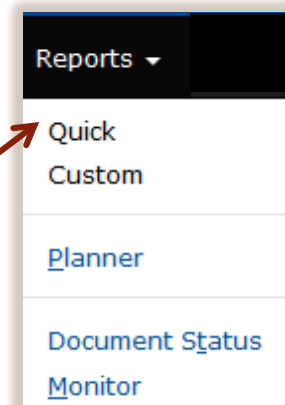 Reports
Quick
Custom
Planner
Document Status
Monitor